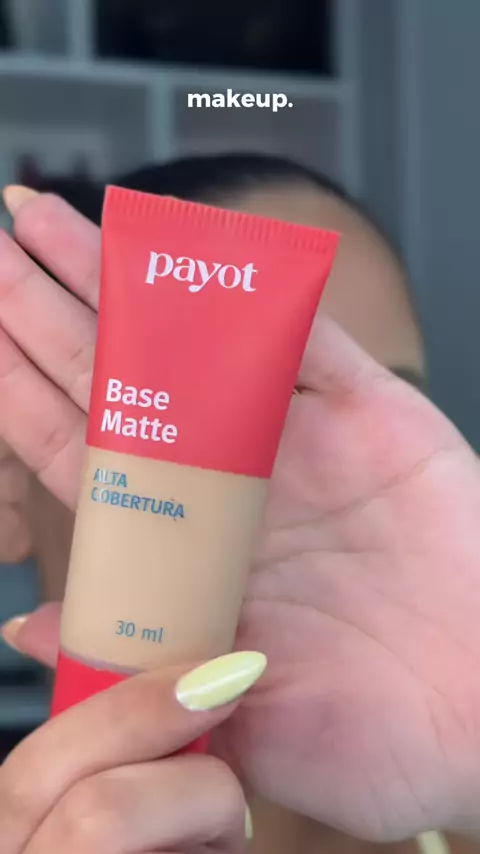 makeup.
payot
Base
Matte
ALTA
COBERTURA
30 ml